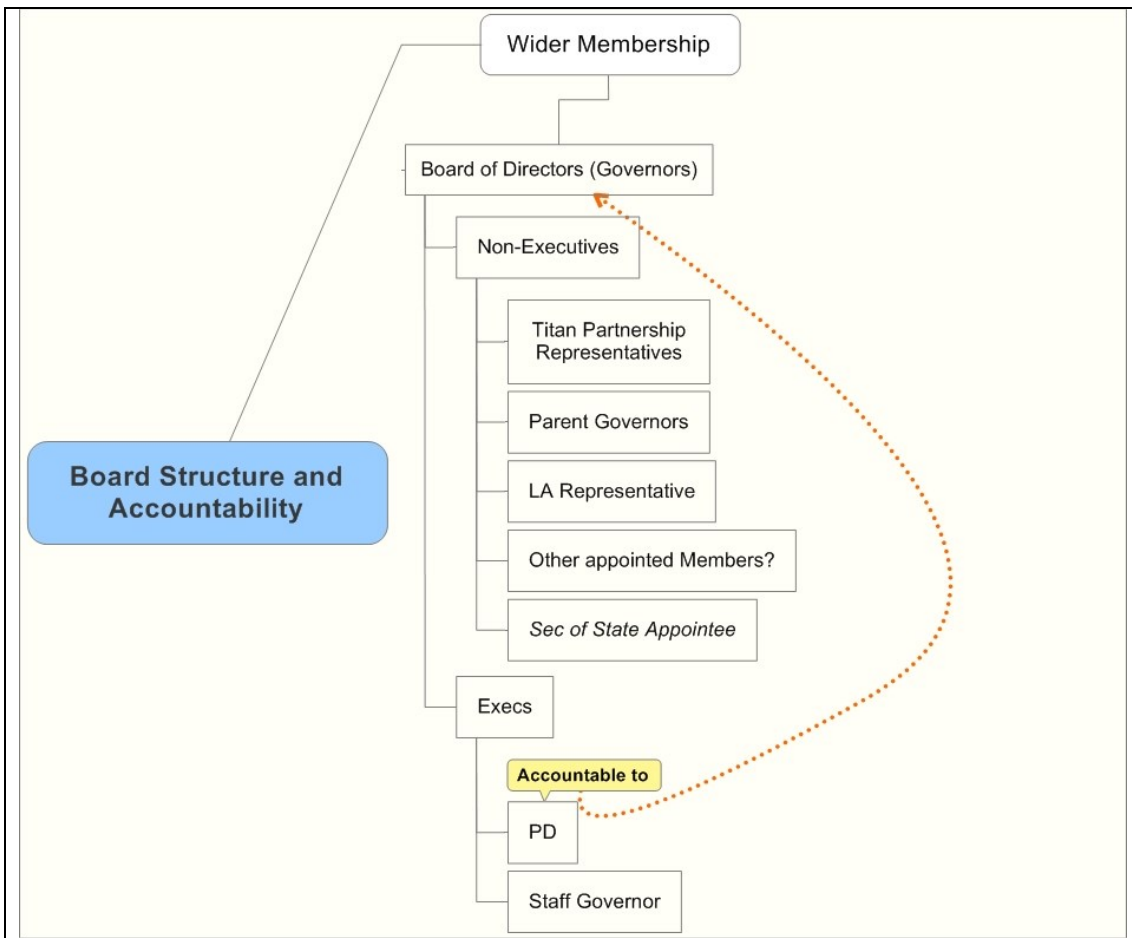 Wider Membership
Board of Directors (Governors)
Non-Executives
Titan Partnership
Representatives
Parent Governors
Board Structure and
Accountability
LA Representative
Other appointed Members?
Sec of State Appointee
Execs
Accountable to
PD
Staff Governor